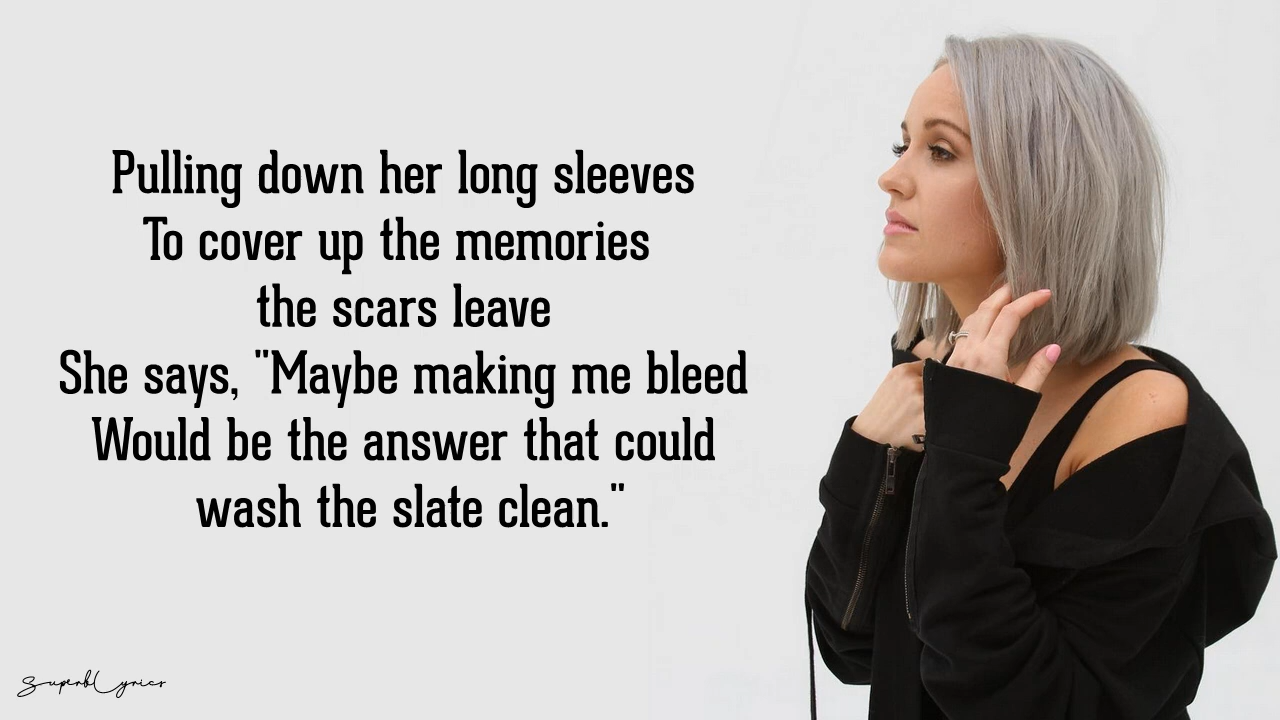 Pulling down her long sleeves
To cover up the memories
the scars leave
She says, "Maybe making me bleed
Would be the answer that could
wash the slate clean."
SuperbLyrics